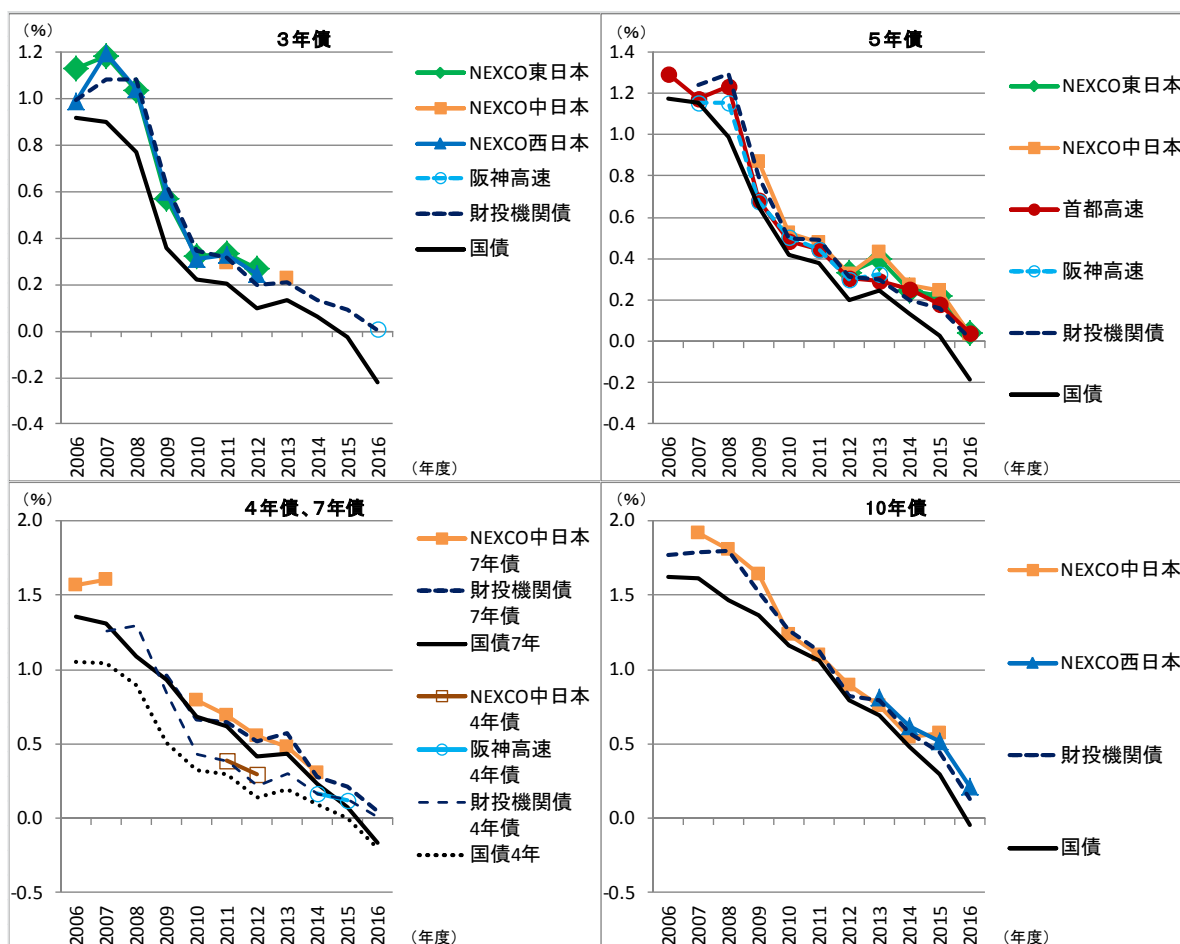 (%)
3年債
1.2
1.0
0.8
0.6
0.4
0.2
0.0
-0.2
-0.4
2006
2007
2008
2009
2010
2011
2012
2013
2014
2015
2016
(年度)
NEXCO東日本
NEXCO中日本
NEXCO西日本
阪神高速
財投機関債
国債
(%)
5年債
1.4
1.2
1.0
0.8
0.6
0.4
0.2
0.0
-0.2
-0.4
2006
2007
2008
2009
2010
2011
2012
2013
2014
2015
2016
(年度)
NEXCO東日本
NEXCO中日本
首都高速
阪神高速
財投機関債
国債
(%)
4年債、7年債
2.0
1.5
1.0
0.5
0.0
-0.5
2006
2007
2008
2009
2010
2011
2012
2013
2014
2015
2016
(年度)
NEXCO中日本
7年債
財投機関債
7年債
国債7年
NEXCO中日本
4年債
阪神高速
4年債
財投機関債
4年債
国債4年
(%)
10年債
2.0
1.5
1.0
0.5
0.0
-0.5
2006
2007
2008
2009
2010
2011
2012
2013
2014
2015
2016
(年度)
NEXCO中日本
NEXCO西日本
財投機関債
国債